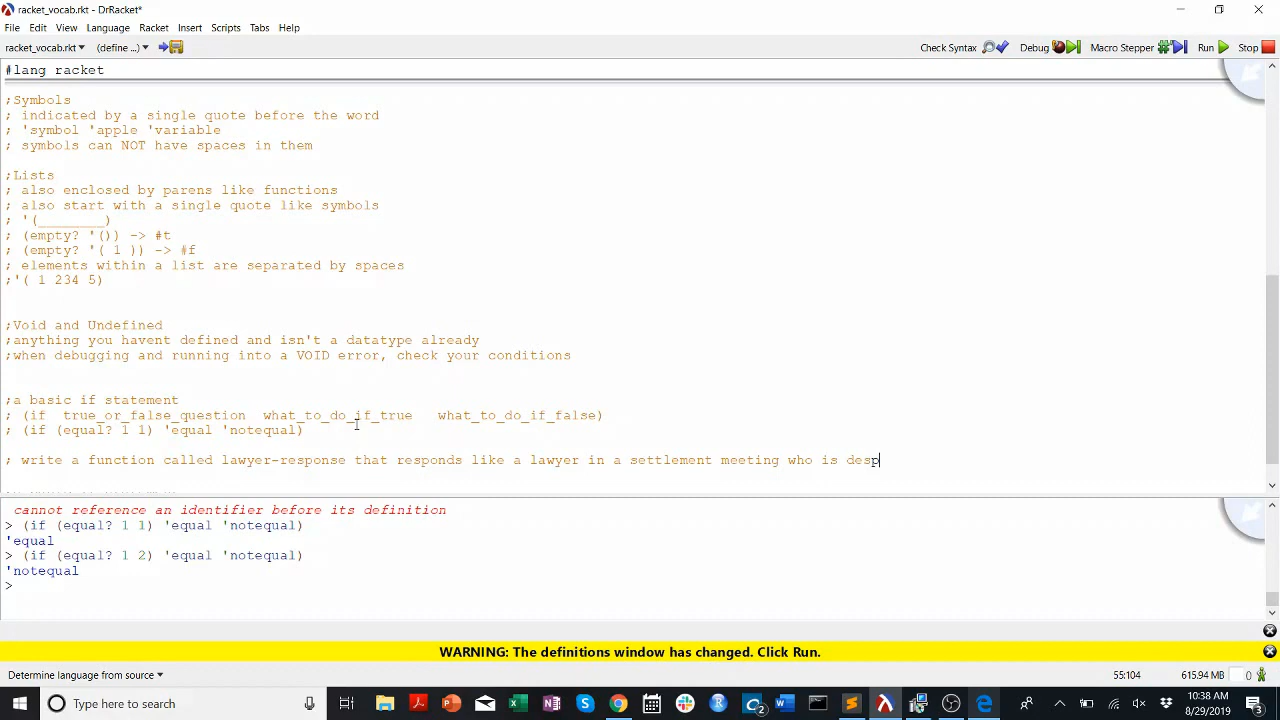 racket_vocab.rkt - DrRacket*
File Edit View Language Racket Insert Scripts Tabs Help
racket_vocab.rkt (define ...) Check Syntax Debug Macro Stepper Run Stop
#lang racket
;Symbols
; indicated by a single quote before the word
; 'symbol 'apple 'variable
; symbols can NOT have spaces in them
;Lists
; also enclosed by parens like functions
; also start with a single quote like symbols
; '(_______)
; (empty? '()) -> #t
; (empty? '( 1 )) -> #f
; elements within a list are separated by spaces
;'( 1 234 5)
;Void and Undefined
;anything you havent defined and isn't a datatype already
;when debugging and running into a VOID error, check your conditions
;a basic if statement
; (if  true_or_false_question  what_to_do_if_true   what_to_do_if_false)
; (if (equal? 1 1) 'equal 'notequal)
; write a function called lawyer-response that responds like a lawyer in a settlement meeting who is desp
cannot reference an identifier before its definition
> (if (equal? 1 1) 'equal 'notequal)
'equal
> (if (equal? 1 2) 'equal 'notequal)
'notequal
>
WARNING: The definitions window has changed. Click Run.
Determine language from source 55:104 615.94 MB
Type here to search
10:38 AM
8/29/2019